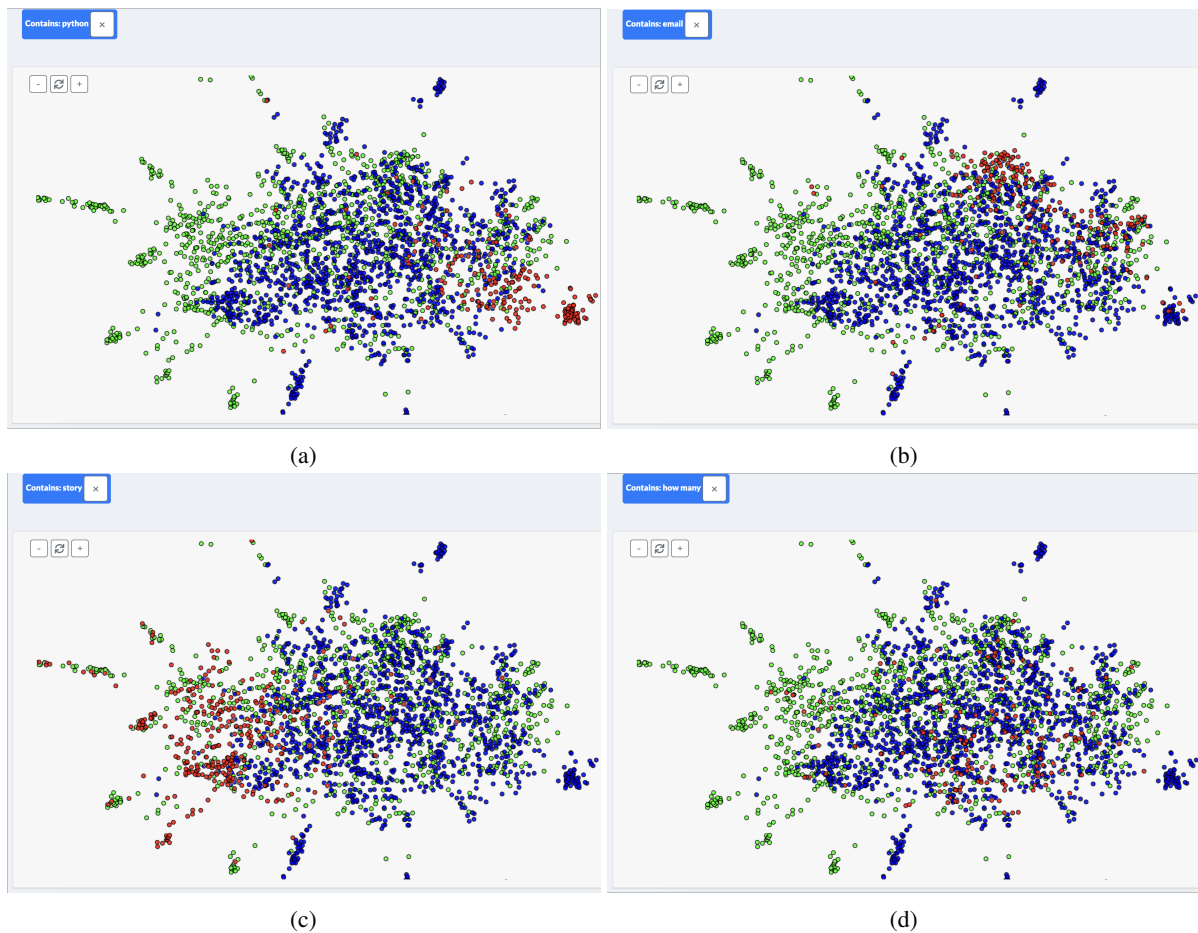 Contains: python ×
Contains: email ×
- +
- +
(a)
(b)
Contains: story ×
Contains: how many ×
- +
- +
(c)
(d)